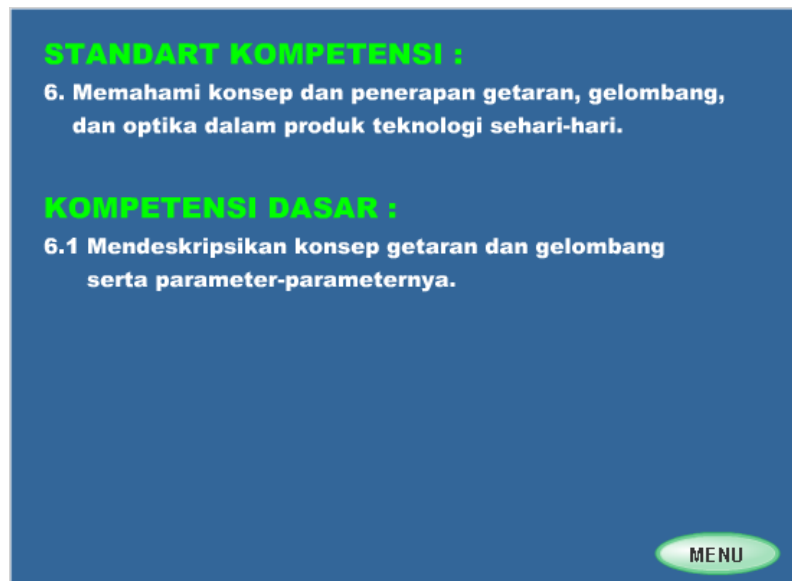 STANDART KOMPETENSI :
6. Memahami konsep dan penerapan getaran, gelombang,
dan optika dalam produk teknologi sehari-hari.
KOMPETENSI DASAR :
6.1 Mendeskripsikan konsep getaran dan gelombang
serta parameter-parameternya.
MENU